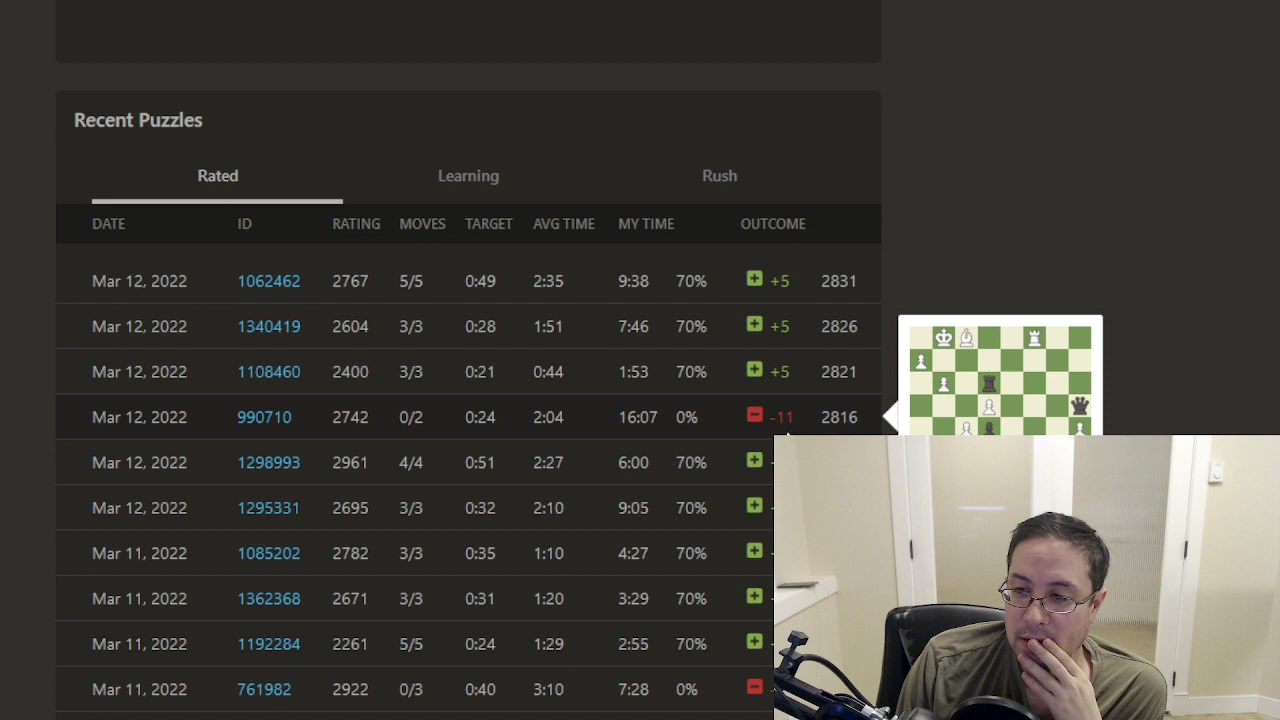 Recent Puzzles
Rated Learning Rush
DATE ID RATING MOVES TARGET AVG TIME MY TIME OUTCOME
Mar 12, 2022 1062462 2767 5/5 0:49 2:35 9:38 70% +5 2831
Mar 12, 2022 1340419 2604 3/3 0:28 1:51 7:46 70% +5 2826
Mar 12, 2022 1108460 2400 3/3 0:21 0:44 1:53 70% +5 2821
Mar 12, 2022 990710 2742 0/2 0:24 2:04 16:07 0% -11 2816
Mar 12, 2022 1298993 2961 4/4 0:51 2:27 6:00 70%
Mar 12, 2022 1295331 2695 3/3 0:32 2:10 9:05 70%
Mar 11, 2022 1085202 2782 3/3 0:35 1:10 4:27 70%
Mar 11, 2022 1362368 2671 3/3 0:31 1:20 3:29 70%
Mar 11, 2022 1192284 2261 5/5 0:24 1:29 2:55 70%
Mar 11, 2022 761982 2922 0/3 0:40 3:10 7:28 0%